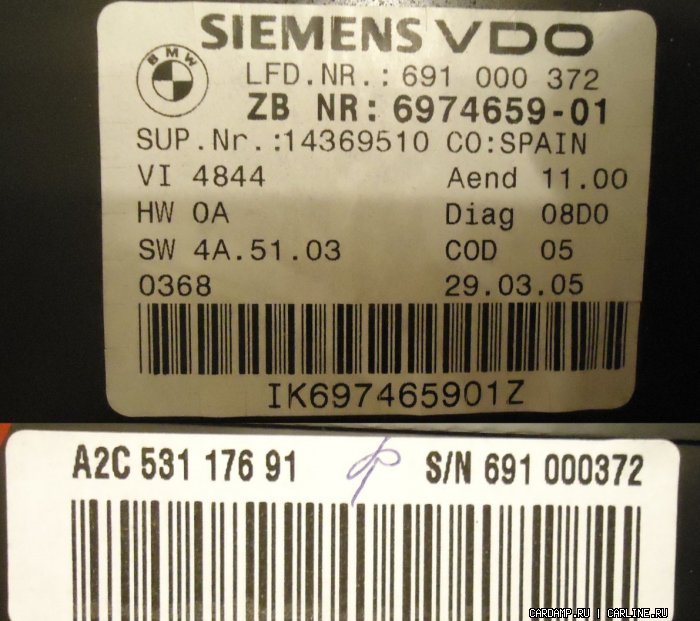 SIEMENS VDO
BMW
LFD.NR.: 691 000 372
ZB NR: 6974659-01
SUP.Nr.:14369510 CO:SPAIN
VI 4844 Aend 11.00
HW 0A Diag 08D0
SW 4A.51.03 COD 05
0368 29.03.05
IK697465901Z
A2C 531 176 91 S/N 691 000372
CARDAMP.RU | CARLINE.RU